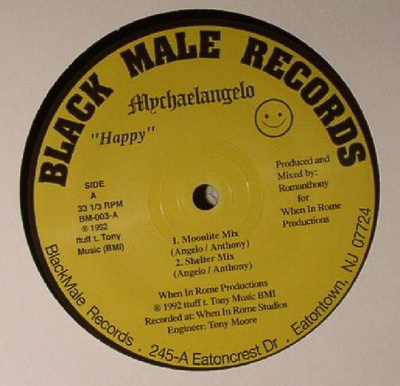 BLACK MALE RECORDS
Mychaelangelo
"Happy"
SIDE
A
33 1/3 RPM
BM-003-A
℗ 1992
ttuff t. Tony
Music (BMI)
Produced and
Mixed by:
Romanthony
for
When In Rome
Productions
1. Moonlite Mix
(Angelo / Anthony)
2. Shelter Mix
(Angelo / Anthony)
When In Rome Productions
℗ 1992 ttuff t. Tony Music BMI
Recorded at: When In Rome Studios
Engineer: Tony Moore
BlackMale Records . 245-A Eatoncrest Dr . Eatontown, NJ 07724